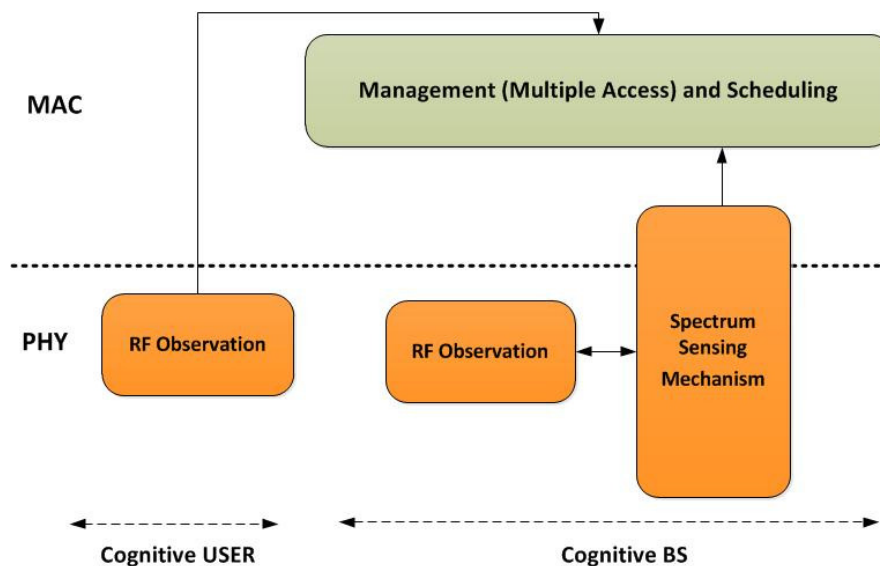 Management (Multiple Access) and Scheduling
MAC
PHY
RF Observation
RF Observation
Spectrum
Sensing
Mechanism
Cognitive USER
Cognitive BS